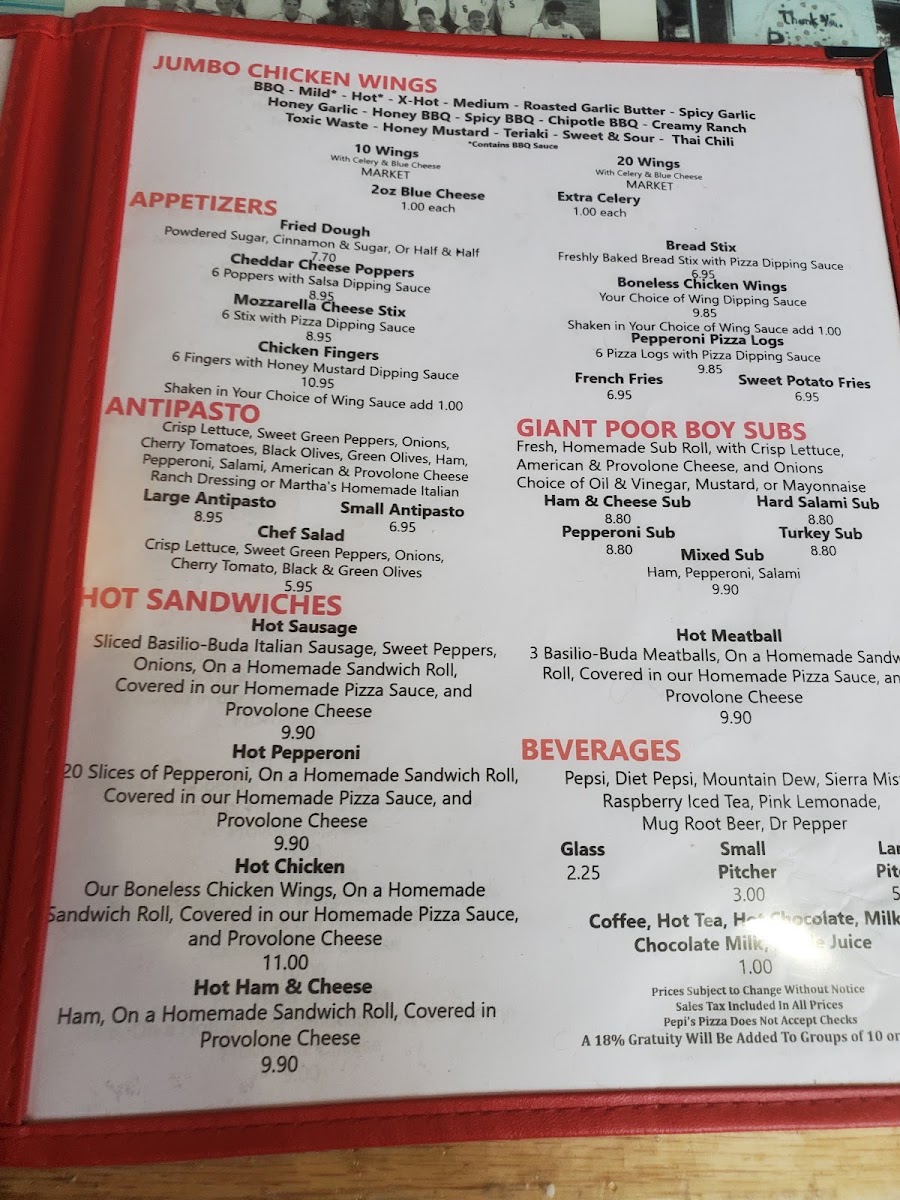 Thank You.
JUMBO CHICKEN WINGS
BBQ - Mild* - Hot* - X-Hot - Medium - Roasted Garlic Butter - Spicy Garlic
Honey Garlic - Honey BBQ - Spicy BBQ - Chipotle BBQ - Creamy Ranch
Toxic Waste - Honey Mustard - Teriaki - Sweet & Sour - Thai Chili
*Contains BBQ Sauce
10 Wings
With Celery & Blue Cheese
MARKET
20 Wings
With Celery & Blue Cheese
MARKET
2oz Blue Cheese
1.00 each
Extra Celery
1.00 each
APPETIZERS
Fried Dough
Powdered Sugar, Cinnamon & Sugar, Or Half & Half
7.70
Cheddar Cheese Poppers
6 Poppers with Salsa Dipping Sauce
8.95
Mozzarella Cheese Stix
6 Stix with Pizza Dipping Sauce
8.95
Chicken Fingers
6 Fingers with Honey Mustard Dipping Sauce
10.95
Shaken in Your Choice of Wing Sauce add 1.00
Bread Stix
Freshly Baked Bread Stix with Pizza Dipping Sauce
6.95
Boneless Chicken Wings
Your Choice of Wing Dipping Sauce
9.85
Shaken in Your Choice of Wing Sauce add 1.00
Pepperoni Pizza Logs
6 Pizza Logs with Pizza Dipping Sauce
9.85
French Fries
6.95
Sweet Potato Fries
6.95
ANTIPASTO
Crisp Lettuce, Sweet Green Peppers, Onions,
Cherry Tomatoes, Black Olives, Green Olives, Ham,
Pepperoni, Salami, American & Provolone Cheese
Ranch Dressing or Martha's Homemade Italian
Large Antipasto
8.95
Small Antipasto
6.95
Chef Salad
Crisp Lettuce, Sweet Green Peppers, Onions,
Cherry Tomato, Black & Green Olives
5.95
GIANT POOR BOY SUBS
Fresh, Homemade Sub Roll, with Crisp Lettuce,
American & Provolone Cheese, and Onions
Choice of Oil & Vinegar, Mustard, or Mayonnaise
Ham & Cheese Sub
8.80
Hard Salami Sub
8.80
Pepperoni Sub
8.80
Turkey Sub
8.80
Mixed Sub
Ham, Pepperoni, Salami
9.90
HOT SANDWICHES
Hot Sausage
Sliced Basilio-Buda Italian Sausage, Sweet Peppers,
Onions, On a Homemade Sandwich Roll,
Covered in our Homemade Pizza Sauce, and
Provolone Cheese
9.90
Hot Pepperoni
20 Slices of Pepperoni, On a Homemade Sandwich Roll,
Covered in our Homemade Pizza Sauce, and
Provolone Cheese
9.90
Hot Chicken
Our Boneless Chicken Wings, On a Homemade
Sandwich Roll, Covered in our Homemade Pizza Sauce,
and Provolone Cheese
11.00
Hot Ham & Cheese
Ham, On a Homemade Sandwich Roll, Covered in
Provolone Cheese
9.90
Hot Meatball
3 Basilio-Buda Meatballs, On a Homemade Sandw
Roll, Covered in our Homemade Pizza Sauce, an
Provolone Cheese
9.90
BEVERAGES
Pepsi, Diet Pepsi, Mountain Dew, Sierra Mis
Raspberry Iced Tea, Pink Lemonade,
Mug Root Beer, Dr Pepper
Glass
2.25
Small
Pitcher
3.00
Lar
Pit
5
Coffee, Hot Tea, Hot Chocolate, Milk
Chocolate Milk, Juice
1.00
Prices Subject to Change Without Notice
Sales Tax Included In All Prices
Pepi's Pizza Does Not Accept Checks
A 18% Gratuity Will Be Added To Groups of 10 or